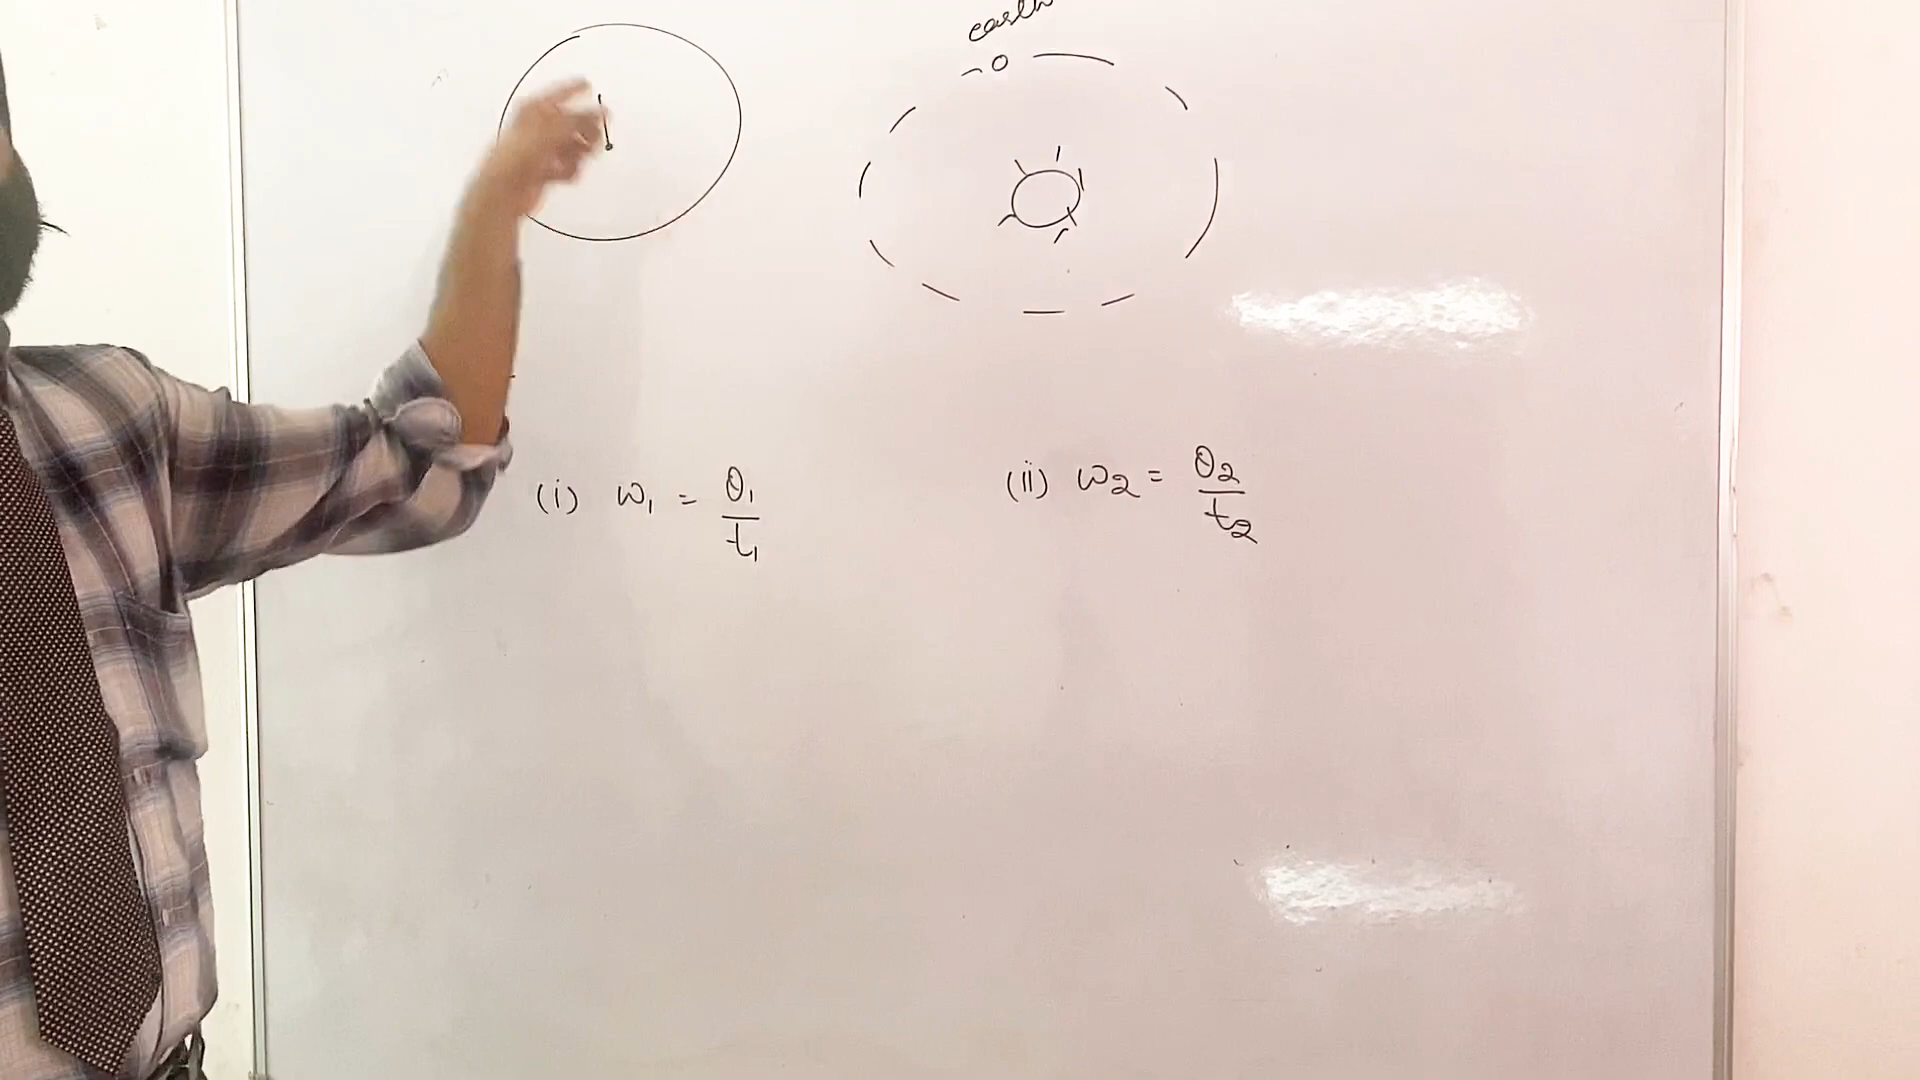 earth
(i) ω₁ = θ₁/t₁
(ii) ω₂ = θ₂/t₂